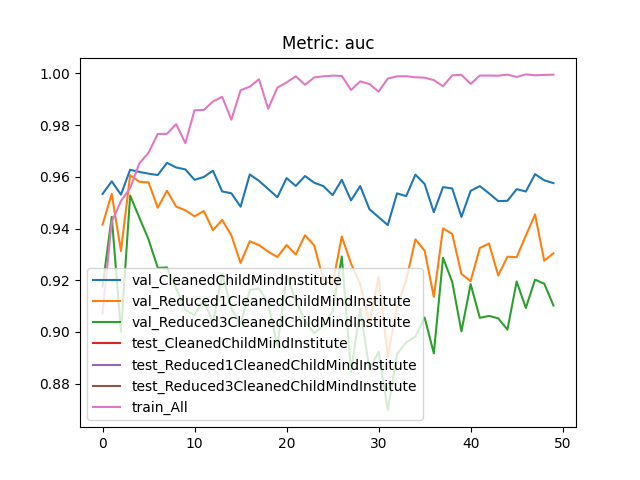 Metric: auc
1.00
0.98
0.96
0.94
0.92
0.90
0.88
val_CleanedChildMindInstitute
val_Reduced1CleanedChildMindInstitute
val_Reduced3CleanedChildMindInstitute
test_CleanedChildMindInstitute
test_Reduced1CleanedChildMindInstitute
test_Reduced3CleanedChildMindInstitute
train_All
0 10 20 30 40 50